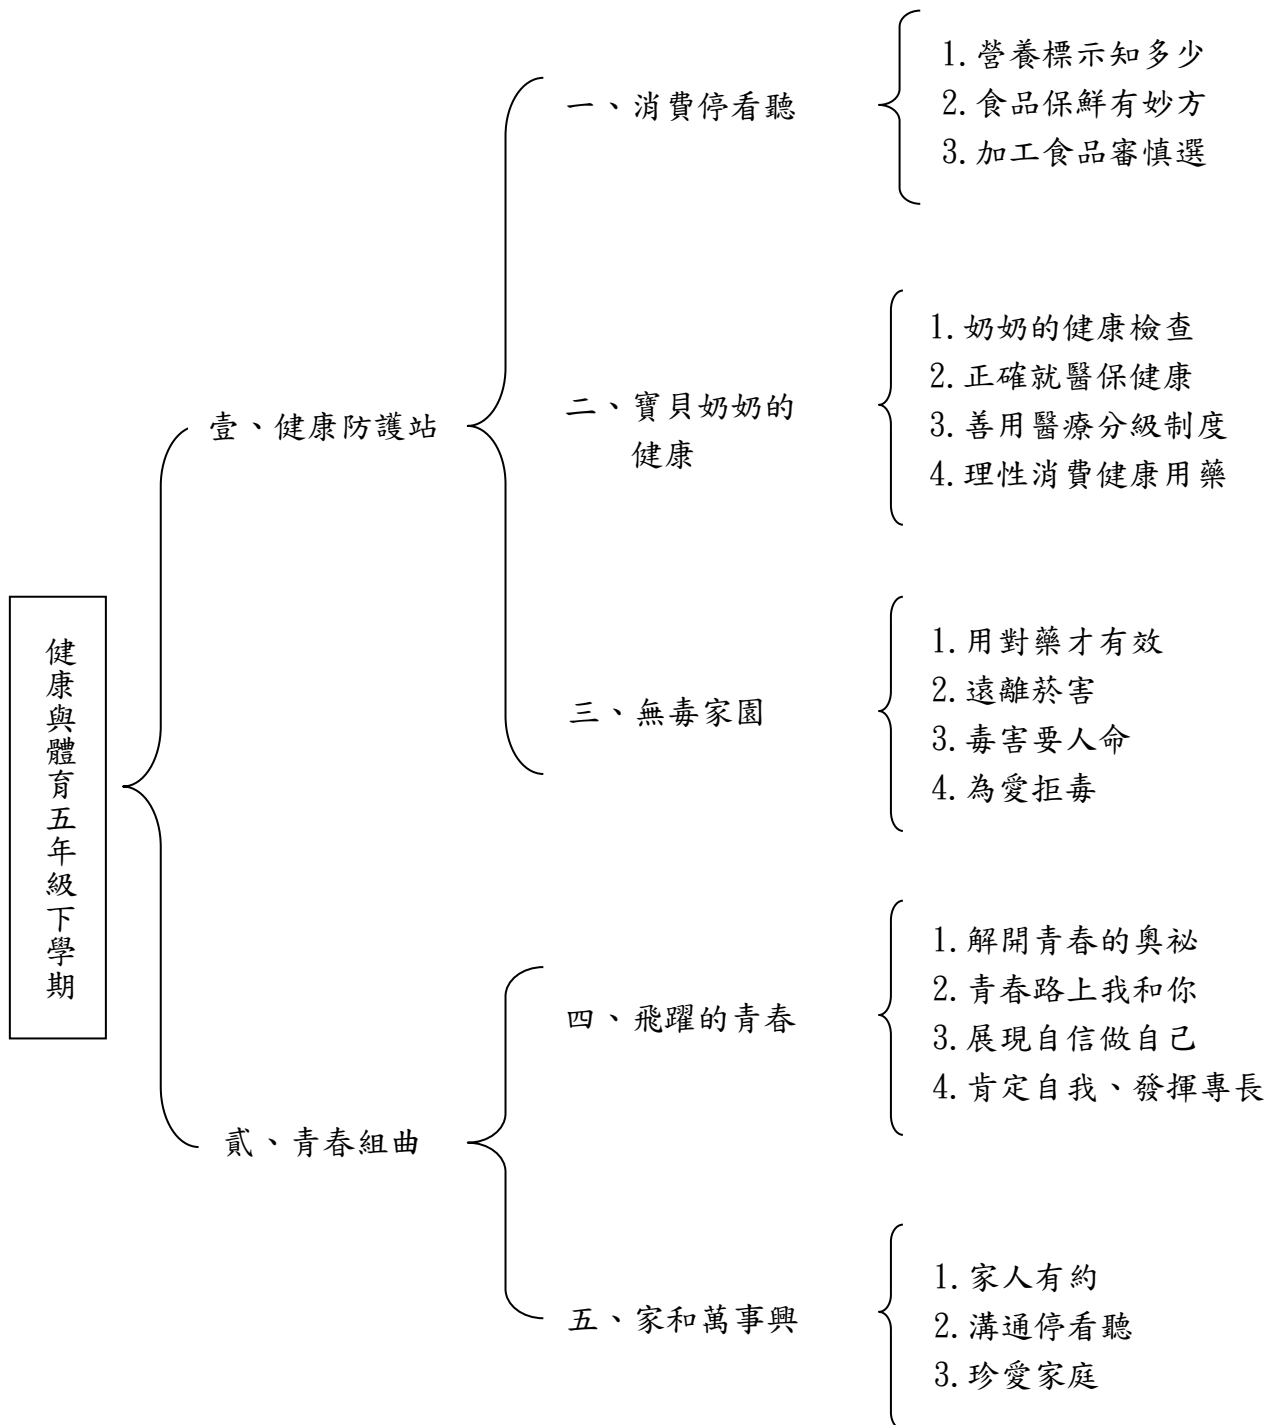 健康與體育五年級下學期
壹、健康防護站
一、消費停看聽
1.營養標示知多少
2.食品保鮮有妙方
3.加工食品審慎選
二、寶貝奶奶的
健康
1.奶奶的健康檢查
2.正確就醫保健康
3.善用醫療分級制度
4.理性消費健康用藥
三、無毒家園
1.用對藥才有效
2.遠離菸害
3.毒害要人命
4.為愛拒毒
貳、青春組曲
四、飛躍的青春
1.解開青春的奧祕
2.青春路上我和你
3.展現自信做自己
4.肯定自我、發揮專長
五、家和萬事興
1.家人有約
2.溝通停看聽
3.珍愛家庭